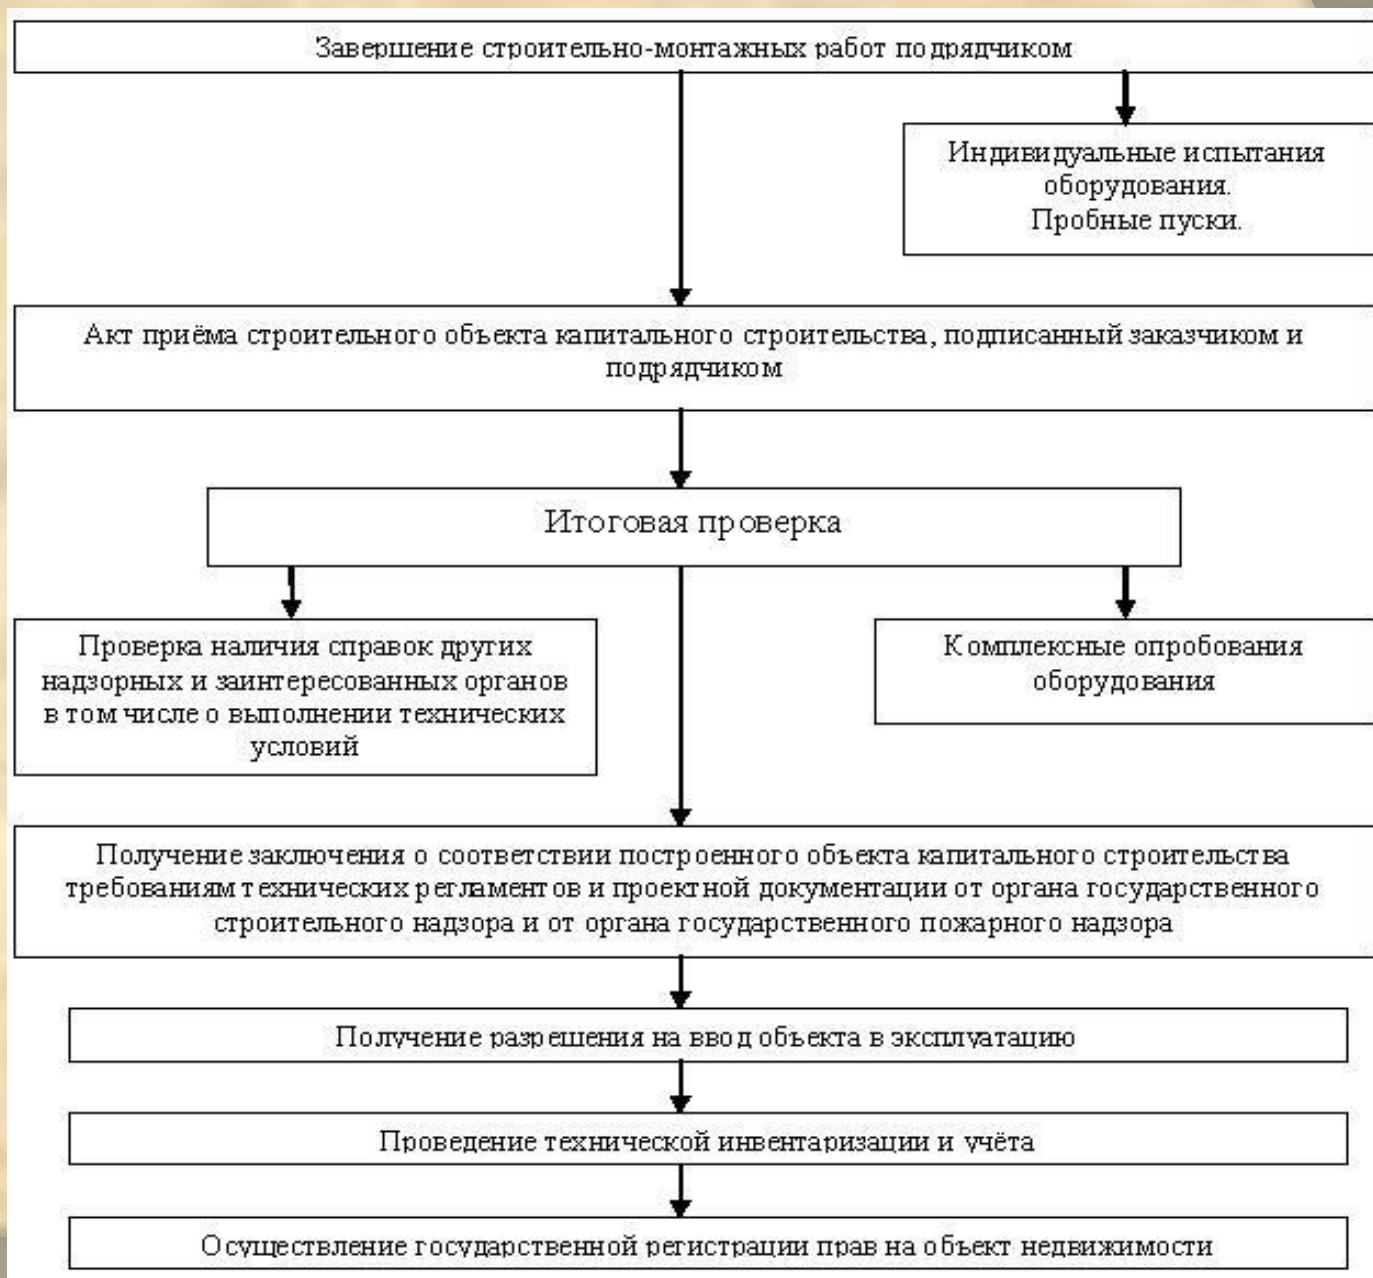 Завершение строительно-монтажных работ подрядчиком
Индивидуальные испытания
оборудования.
Пробные пуски.
Акт приёма строительного объекта капитального строительства, подписанный заказчиком и
подрядчиком
Итоговая проверка
Проверка наличия справок других
надзорных и заинтересованных органов
в том числе о выполнении технических
условий
Комплексные опробования
оборудования
Получение заключения о соответствии построенного объекта капитального строительства
требованиям технических регламентов и проектной документации от органа государственного
строительного надзора и от органа государственного пожарного надзора
Получение разрешения на ввод объекта в эксплуатацию
Проведение технической инвентаризации и учёта
Осуществление государственной регистрации прав на объект недвижимости